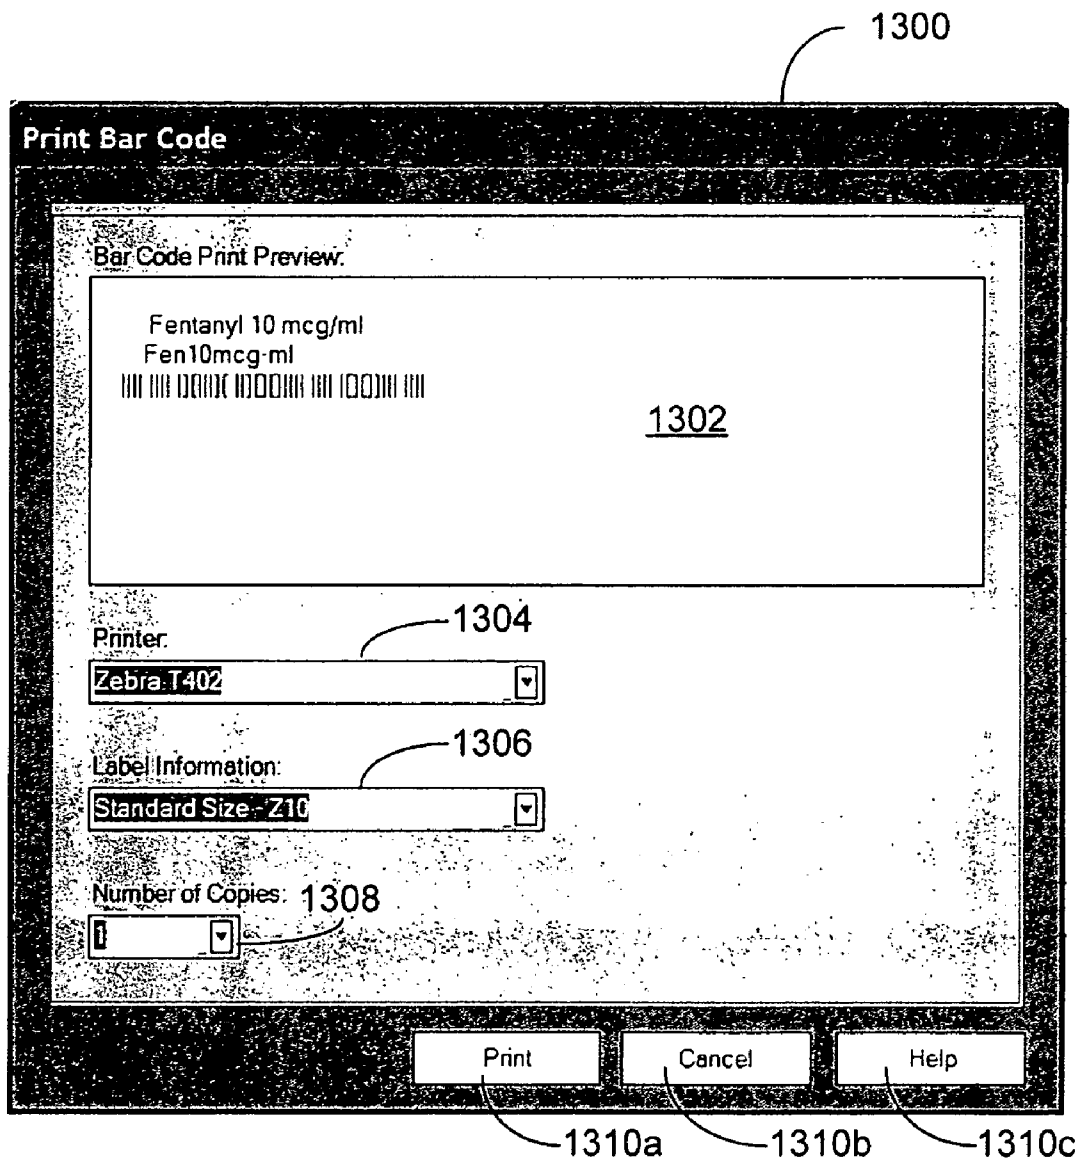 1300
Print Bar Code
Bar Code Print Preview:
Fentanyl 10 mcg/ml
Fen10mcg-ml
1302
1304
Printer:
Zebra T402
1306
Label Information:
Standard Size - Z10
Number of Copies: 1308
1
Print Cancel Help
1310a 1310b 1310c